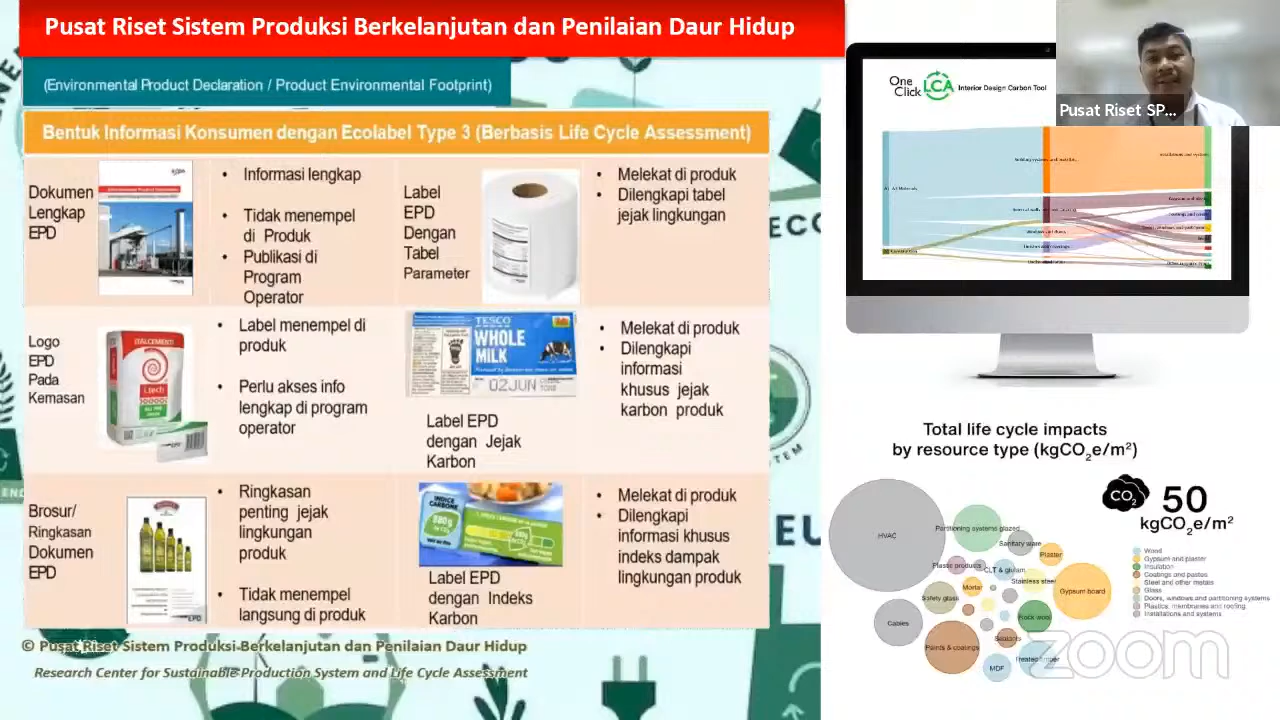 Pusat Riset Sistem Produksi Berkelanjutan dan Penilaian Daur Hidup
(Environmental Product Declaration / Product Environmental Footprint)
Bentuk Informasi Konsumen dengan Ecolabel Type 3 (Berbasis Life Cycle Assessment)
Dokumen
Lengkap
EPD
• Informasi lengkap
• Tidak menempel
di Produk
• Publikasi di
Program
Operator
Label
EPD
Dengan
Tabel
Parameter
• Melekat di produk
• Dilengkapi tabel
jejak lingkungan
Logo
EPD
Pada
Kemasan
ITALCEMENTI
i.tech
• Label menempel di
produk
• Perlu akses info
lengkap di program
operator
TESCO
WHOLE
MILK
02JUN
Label EPD
dengan Jejak
Karbon
• Melekat di produk
• Dilengkapi
informasi
khusus jejak
karbon produk
Brosur/
Ringkasan
Dokumen
EPD
EPD
• Ringkasan
penting jejak
lingkungan
produk
• Tidak menempel
langsung di produk
INDICE
CARBONE
Label EPD
dengan Indeks
Karbon
• Melekat di produk
• Dilengkapi
informasi khusus
indeks dampak
lingkungan produk
© Pusat Riset Sistem Produksi Berkelanjutan dan Penilaian Daur Hidup
Research Center for Sustainable Production System and Life Cycle Assessment
One
Click
LCA
Interior Design Carbon Tool
Pusat Riset SP...
Total life cycle impacts
by resource type (kgCO₂e/m²)
CO₂
50
kgCO₂e/m²
HVAC
Partitioning systems glazed
Sanitary ware
Plaster
Plastic products
CLT & glulam
Stainless steel
Safety glass
Mortar
Gypsum board
Cables
Rock wool
Sealants
Paints & coatings
MDF
Treated timber
Wood
Gypsum and plaster
Insulation
Coatings and pastes
Steel and other metals
Glass
Doors, windows and partitioning systems
Plastics, membranes and roofing
Installations and systems
zoom